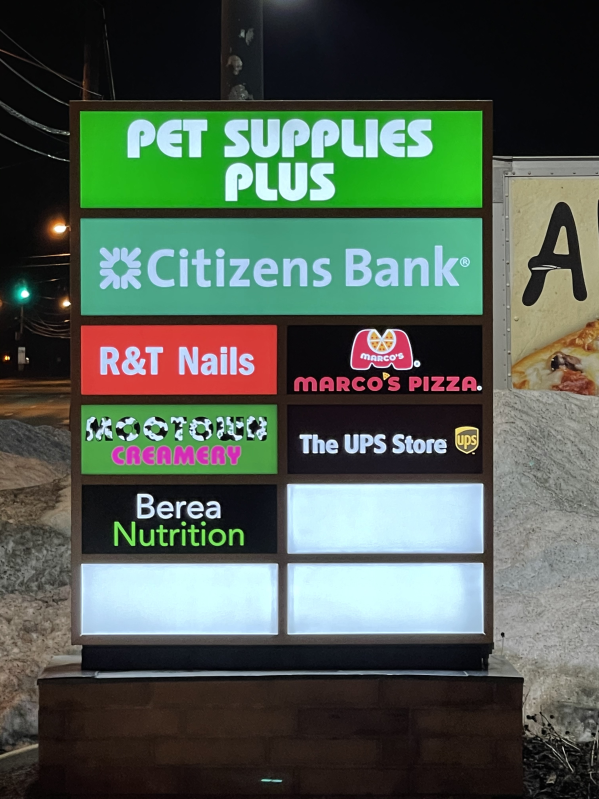 PET SUPPLIES
PLUS
Citizens Bank®
R&T Nails
MARCO'S
MARCO'S PIZZA.
MOOTOWN
CREAMERY
The UPS Store
ups
Berea
Nutrition